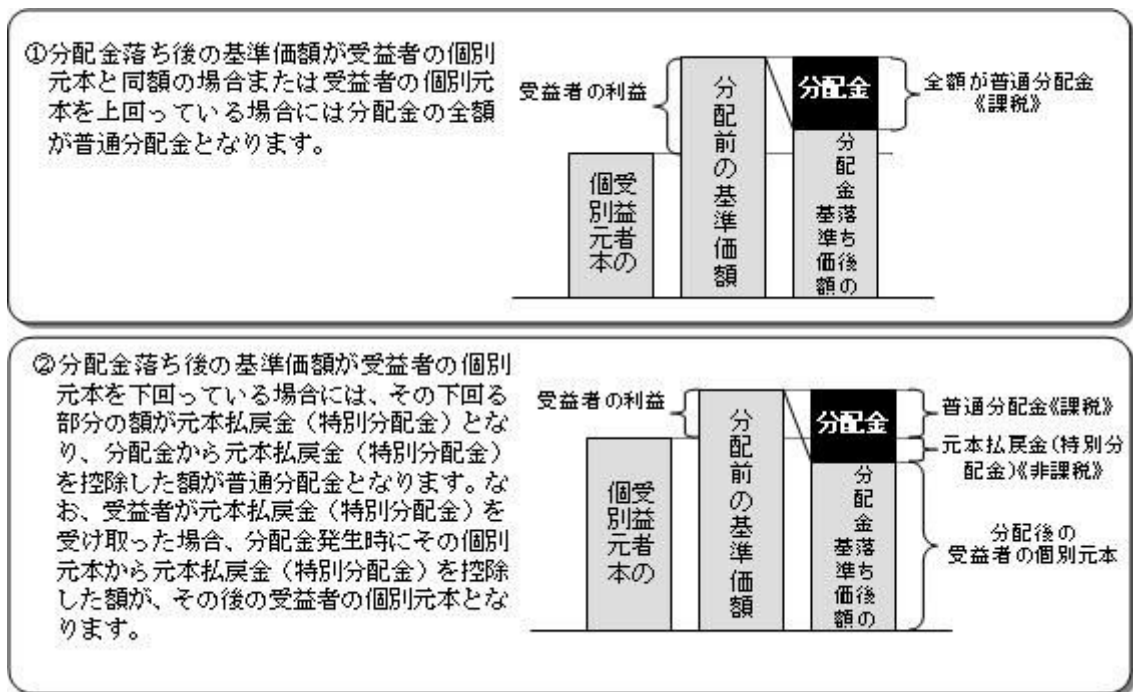 ①分配金落ち後の基準価額が受益者の個別
元本と同額の場合または受益者の個別元
本を上回っている場合には分配金の全額
が普通分配金となります。
受益者の利益
受益者の
個別元本
分配前の基準価額
分配金
分配金
落ち後の
基準価額
全額が普通分配金
《課税》
②分配金落ち後の基準価額が受益者の個別
元本を下回っている場合には、その下回る
部分の額が元本払戻金（特別分配金）とな
り、分配金から元本払戻金（特別分配金）
を控除した額が普通分配金となります。な
お、受益者が元本払戻金（特別分配金）を
受け取った場合、分配金発生時にその個別
元本から元本払戻金（特別分配金）を控除
した額が、その後の受益者の個別元本とな
ります。
受益者の利益
受益者の
個別元本
分配前の基準価額
分配金
分配金
落ち後の
基準価額
普通分配金《課税》
元本払戻金(特別分
配金)《非課税》
分配後の
受益者の個別元本